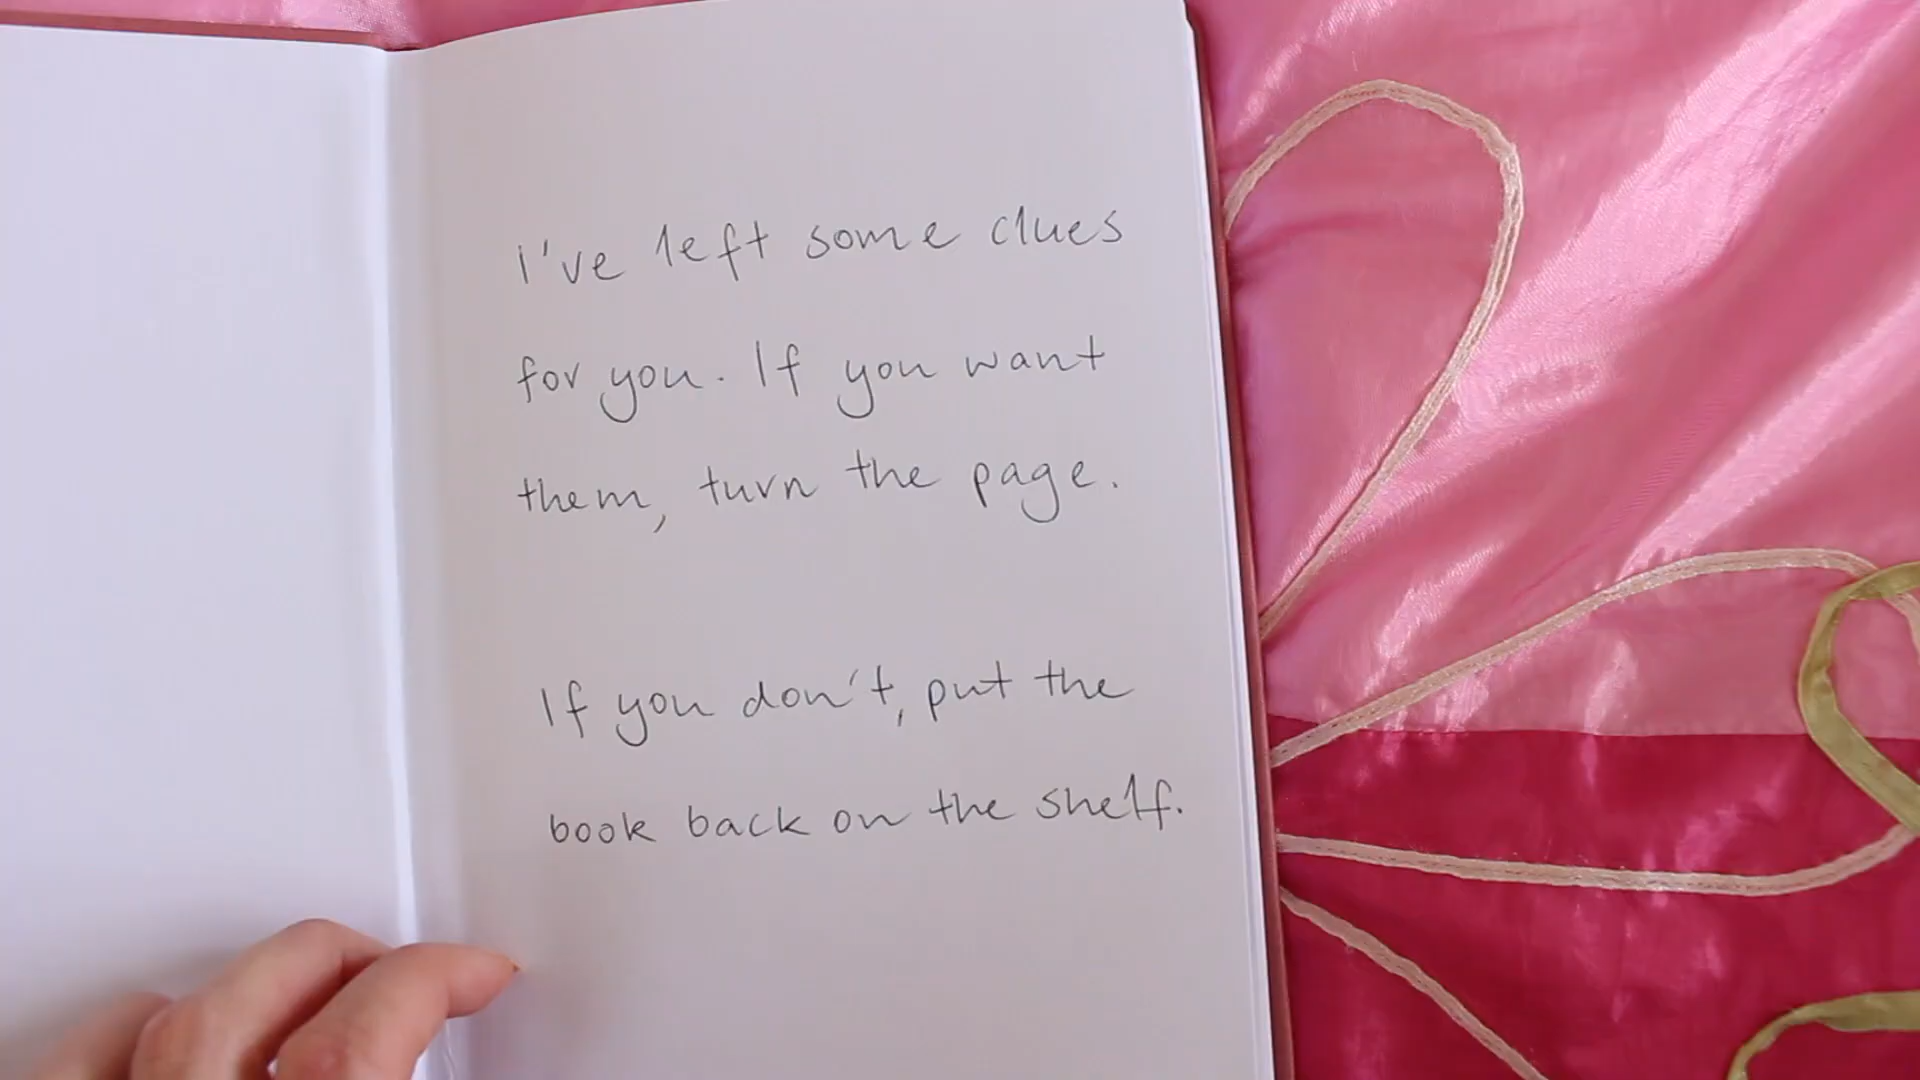 I've left some clues
for you. If you want
them, turn the page.
If you don't, put the
book back on the shelf.